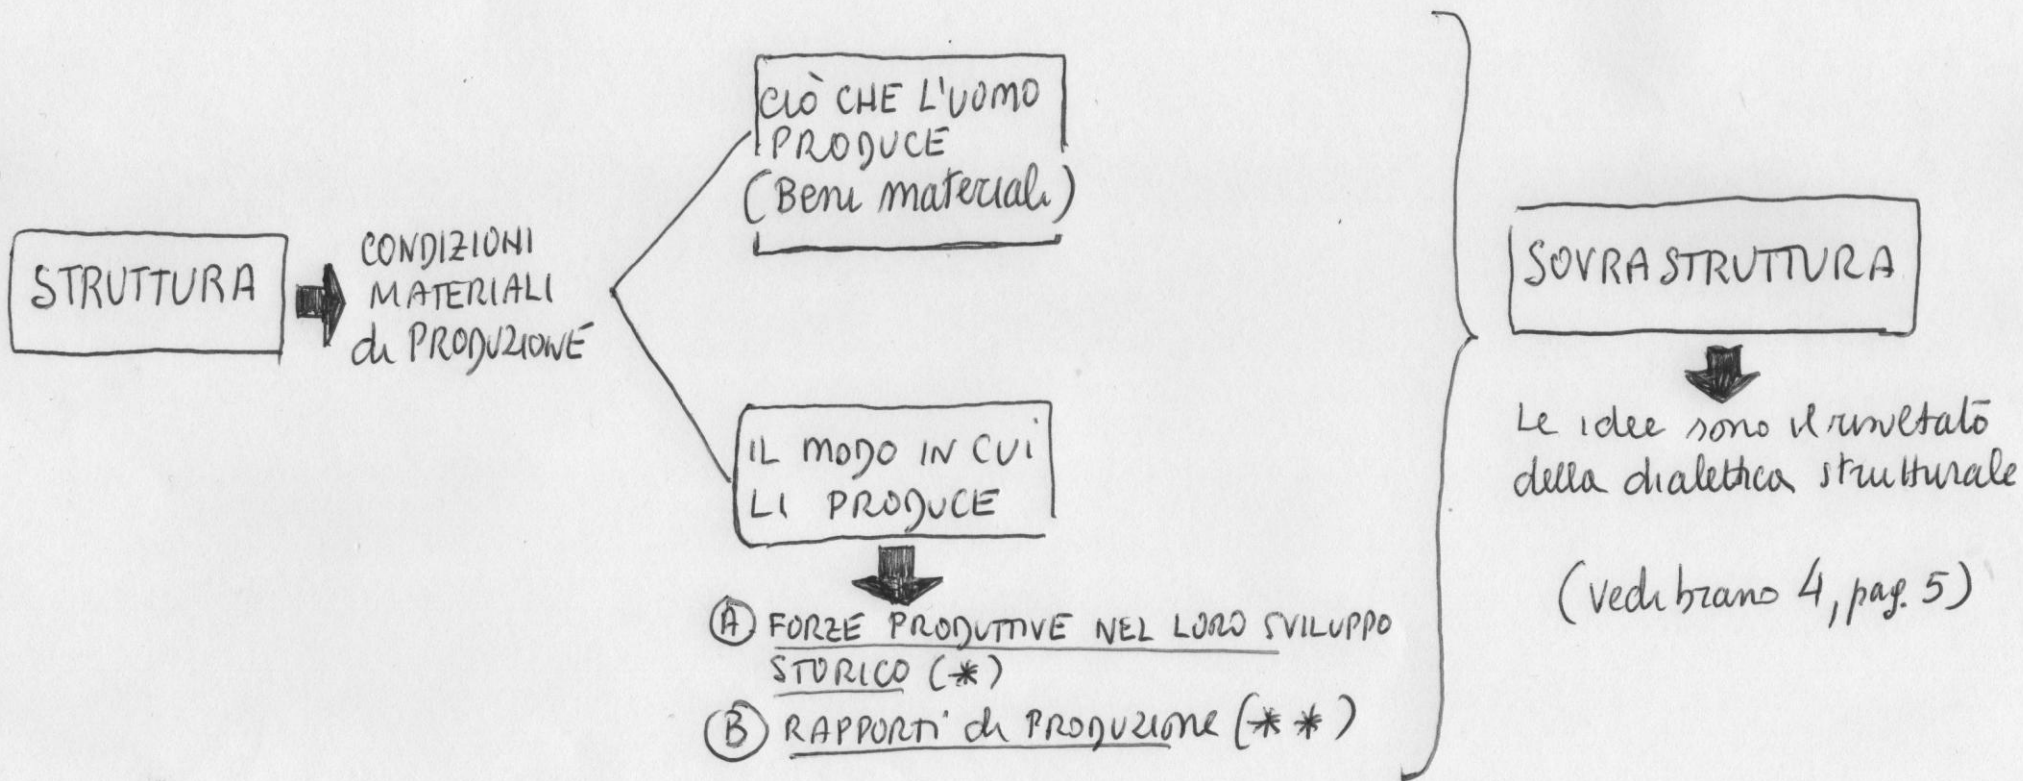 STRUTTURA
CONDIZIONI
MATERIALI
di PRODUZIONE
CIÒ CHE L'UOMO
PRODUCE
(Beni materiali)
IL MODO IN CUI
LI PRODUCE
A FORZE PRODUTTIVE NEL LORO SVILUPPO
STORICO (*)
B RAPPORTI di PRODUZIONE (**)
SOVRASTRUTTURA
Le idee sono il risultato
della dialettica strutturale
(vedi brano 4, pag. 5)